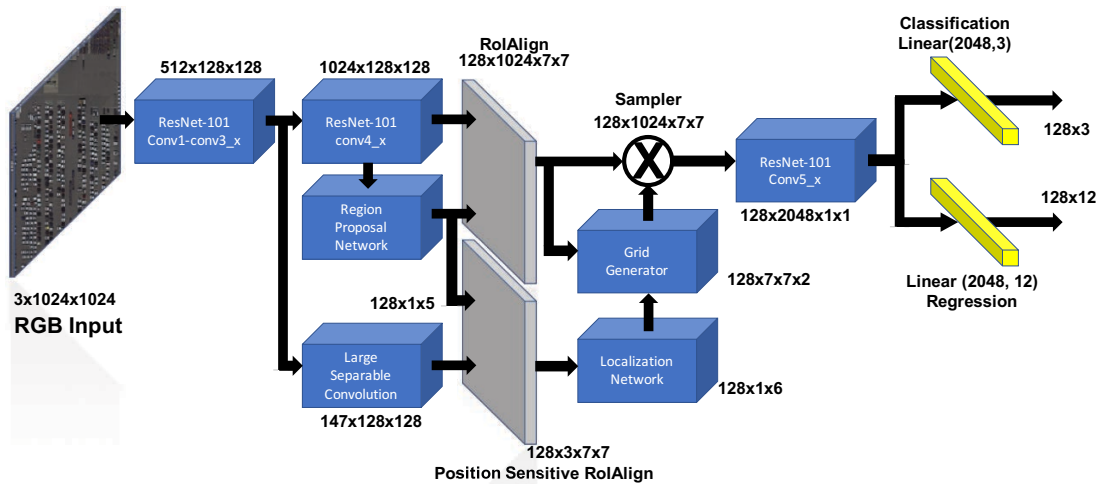 Classification
Linear(2048,3)
RoIAlign
128x1024x7x7
512x128x128
1024x128x128
Sampler
128x1024x7x7
ResNet-101
Conv1-conv3_x
ResNet-101
conv4_x
ResNet-101
Conv5_x
128x3
Region
Proposal
Network
128x2048x1x1
128x12
Grid
Generator
128x7x7x2
Linear (2048, 12)
Regression
3x1024x1024
RGB Input
128x1x5
Large
Separable
Convolution
Localization
Network
128x1x6
147x128x128
128x3x7x7
Position Sensitive RoIAlign
X